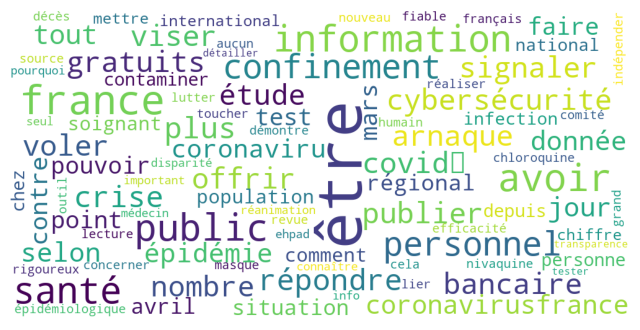 décès mettre international nouveau fiable français
tout viser aucun information faire indépender
source gratuits détailler confinement signaler national
pourquoi contaminer réaliser
france lutter étude toucher mars cybersécurité
seul soignant plus test humain arnaque infection comité
voler démontre donnée
chez contre pouvoir disparité coronaviru être covid avoir chloroquine
outil crise offrir régional
important population publier depuis jour grand
point médecin public réanimation revue efficacité chiffre
lecture ehpad personnel transparence
selon épidémie comment personne
rigoureux concerner masque connaître cela nivaquine tester
santé nombre répondre lier bancaire
avril info
épidémiologique situation coronavirusfrance